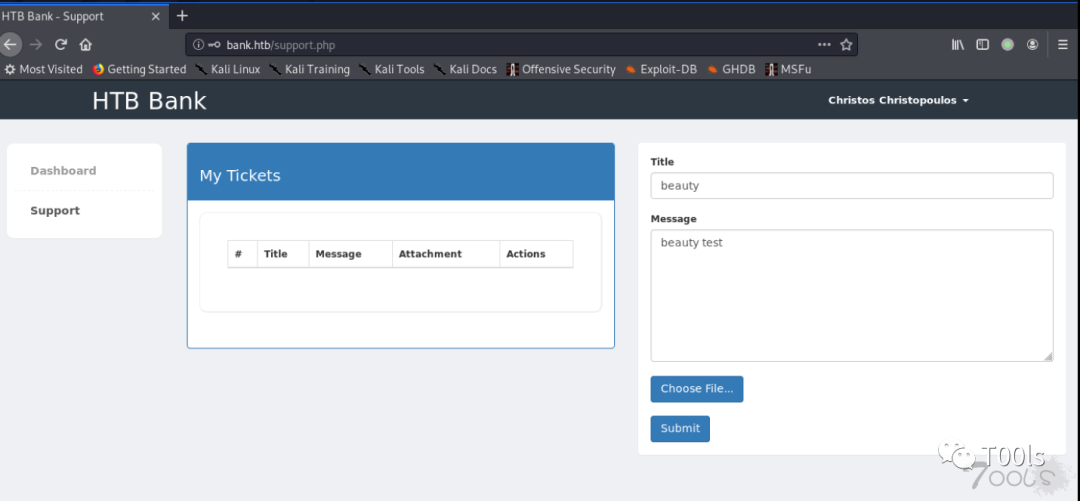 HTB Bank - Support
bank.htb/support.php
Most Visited Getting Started Kali Linux Kali Training Kali Tools Kali Docs Offensive Security Exploit-DB GHDB MSFu
HTB Bank
Christos Christopoulos
Dashboard
Support
My Tickets
# Title Message Attachment Actions
Title
beauty
Message
beauty test
Choose File...
Submit
T00ls
Tools